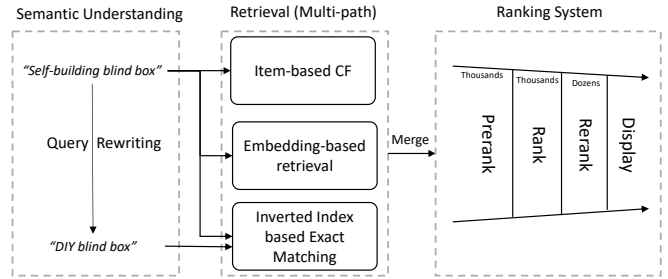 Semantic Understanding
Retrieval (Multi-path)
Ranking System
“Self-building blind box”
Query Rewriting
“DIY blind box”
Item-based CF
Embedding-based
retrieval
Inverted Index
based Exact
Matching
Merge
Thousands
Thousands
Dozens
Prerank
Rank
Rerank
Display